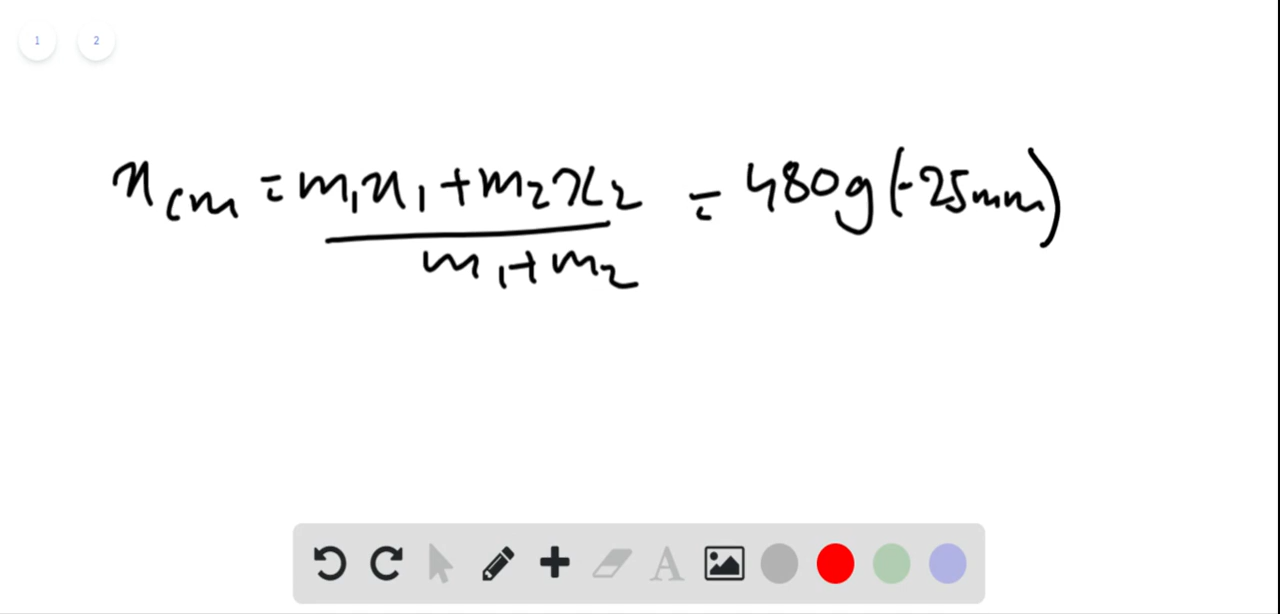 1 2
x_cm = m₁x₁ + m₂x₂ = 480g (-25mm)
m₁ + m₂
A